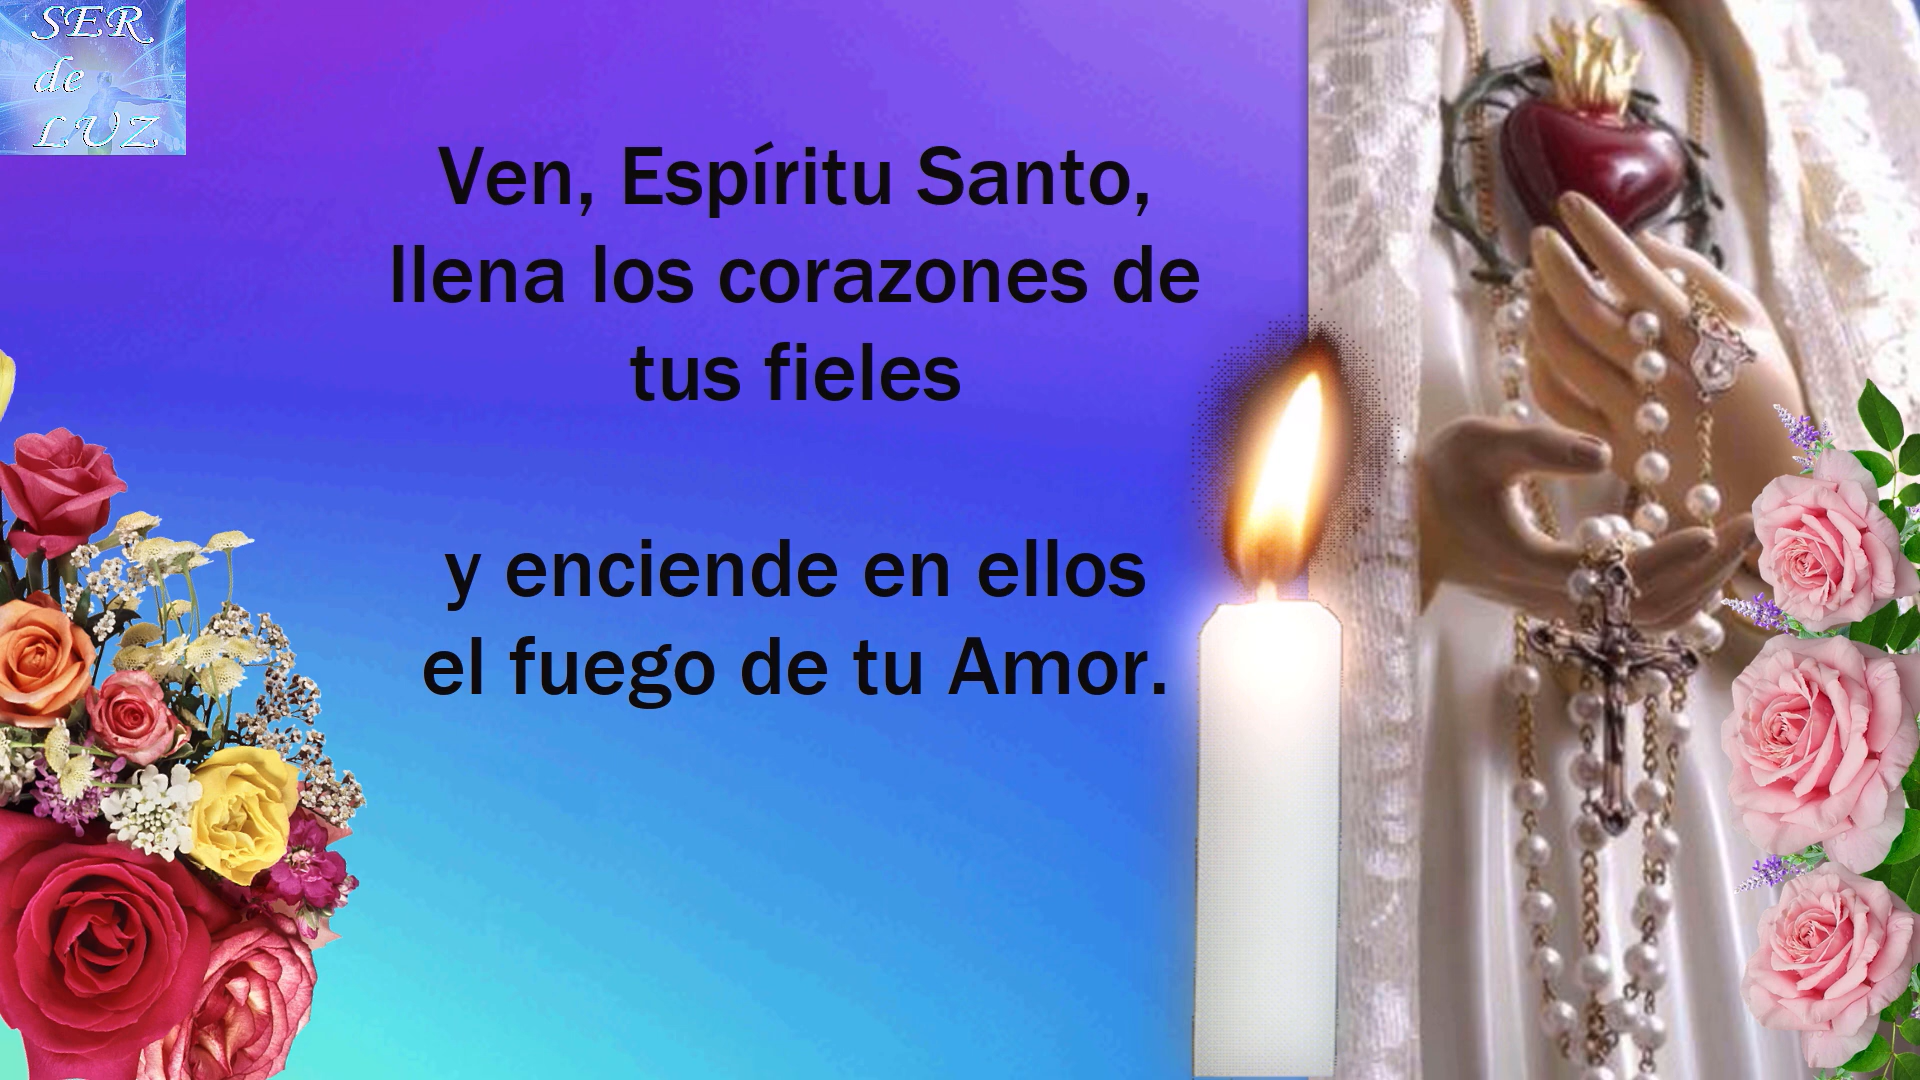 SER
de
LUZ
Ven, Espíritu Santo,
llena los corazones de
tus fieles
y enciende en ellos
el fuego de tu Amor.